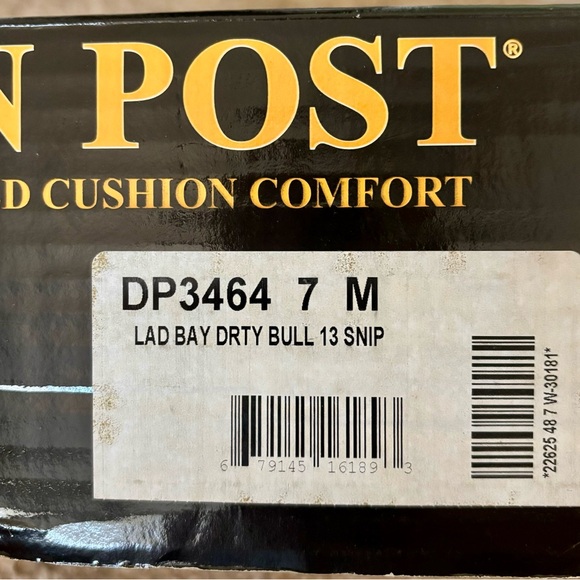 N POST®
D CUSHION COMFORT
DP3464 7 M
LAD BAY DRTY BULL 13 SNIP
6 79145 16189 3
*22625 48 7 W-30181*